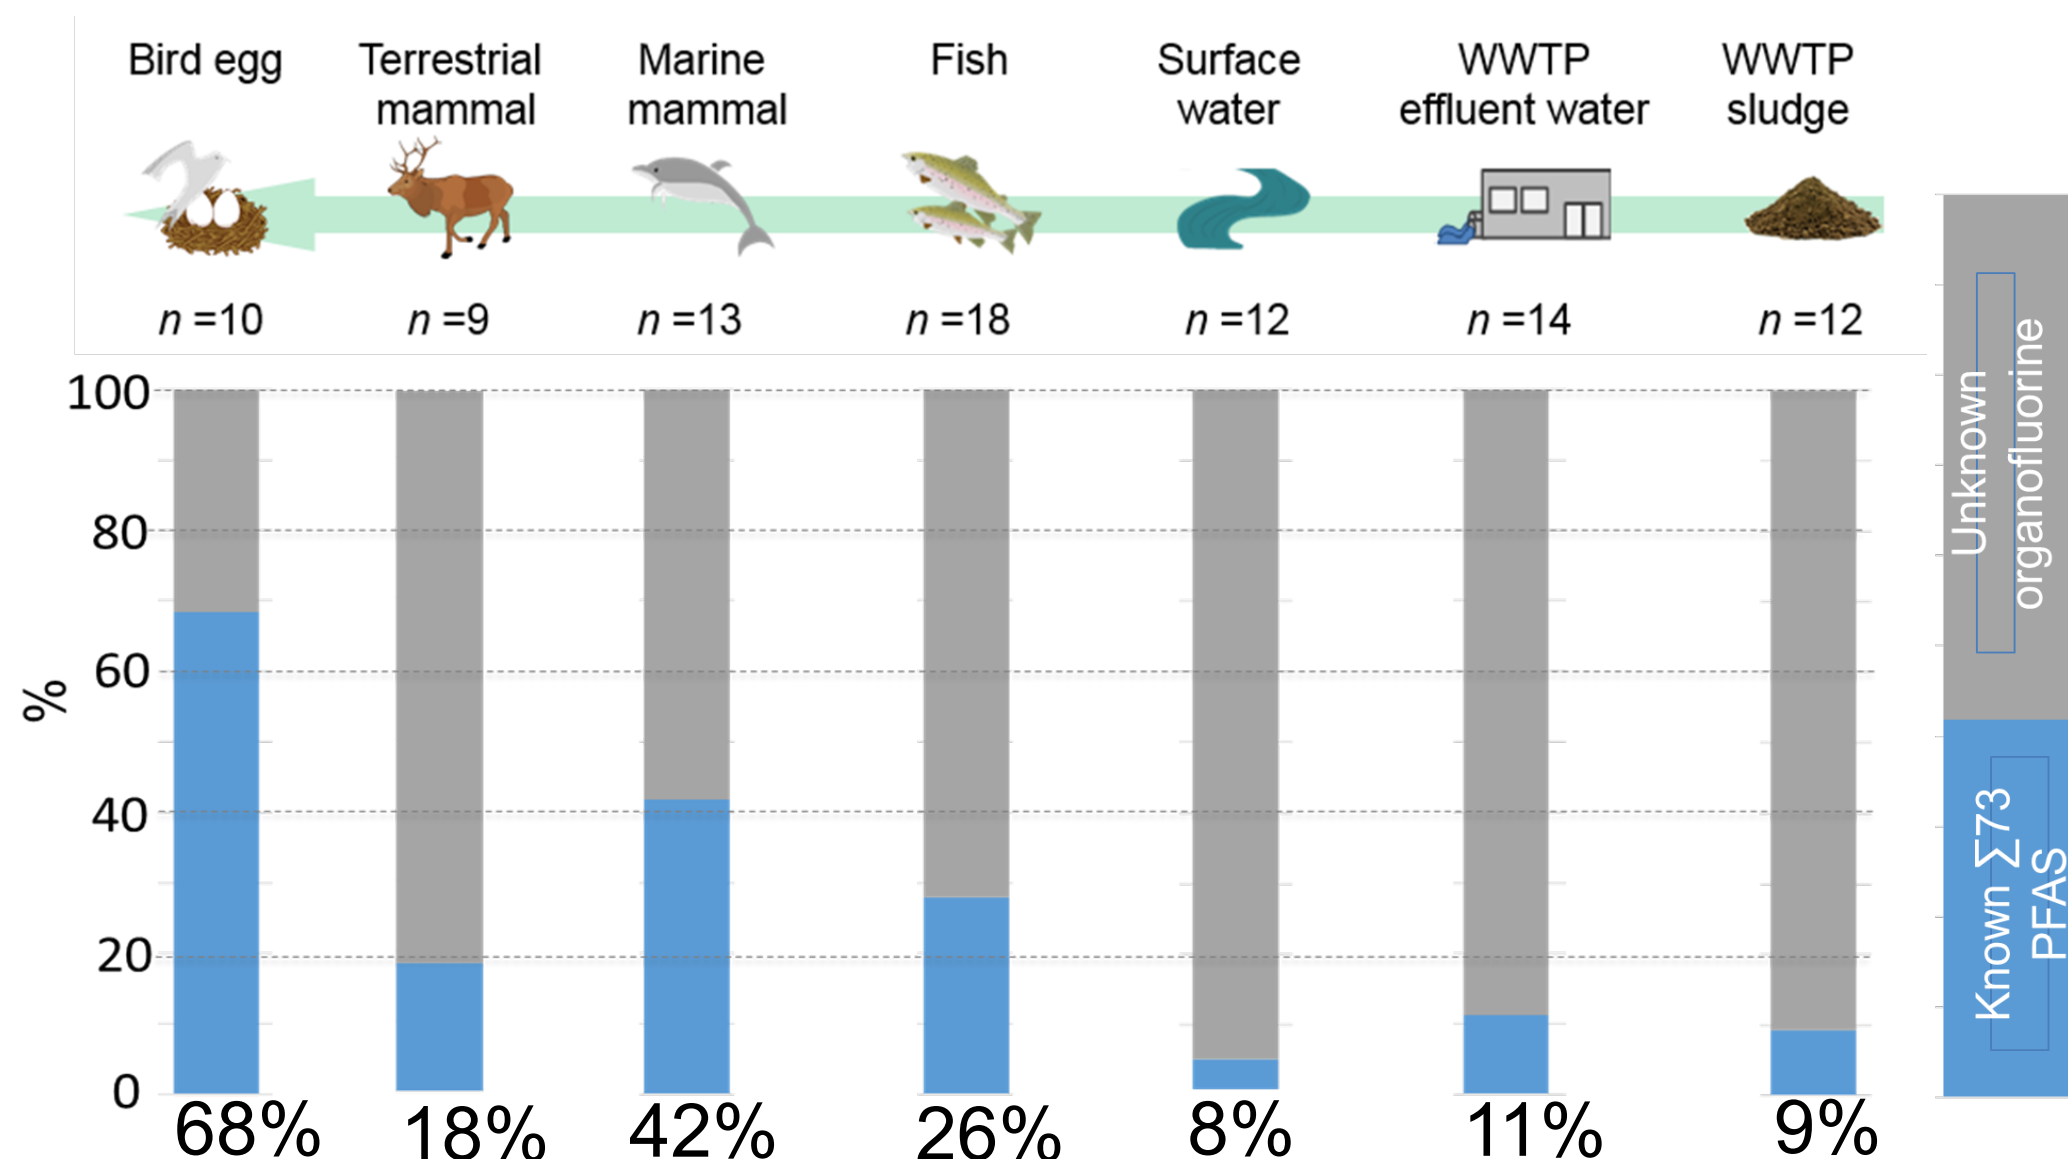 Bird egg
Terrestrial
mammal
Marine
mammal
Fish
Surface
water
WWTP
effluent water
WWTP
sludge
n =10
n =9
n =13
n =18
n =12
n =14
n =12
100
80
60
40
20
0
%
68%
18%
42%
26%
8%
11%
9%
Unknown
organofluorine
Known ∑73
PFAS